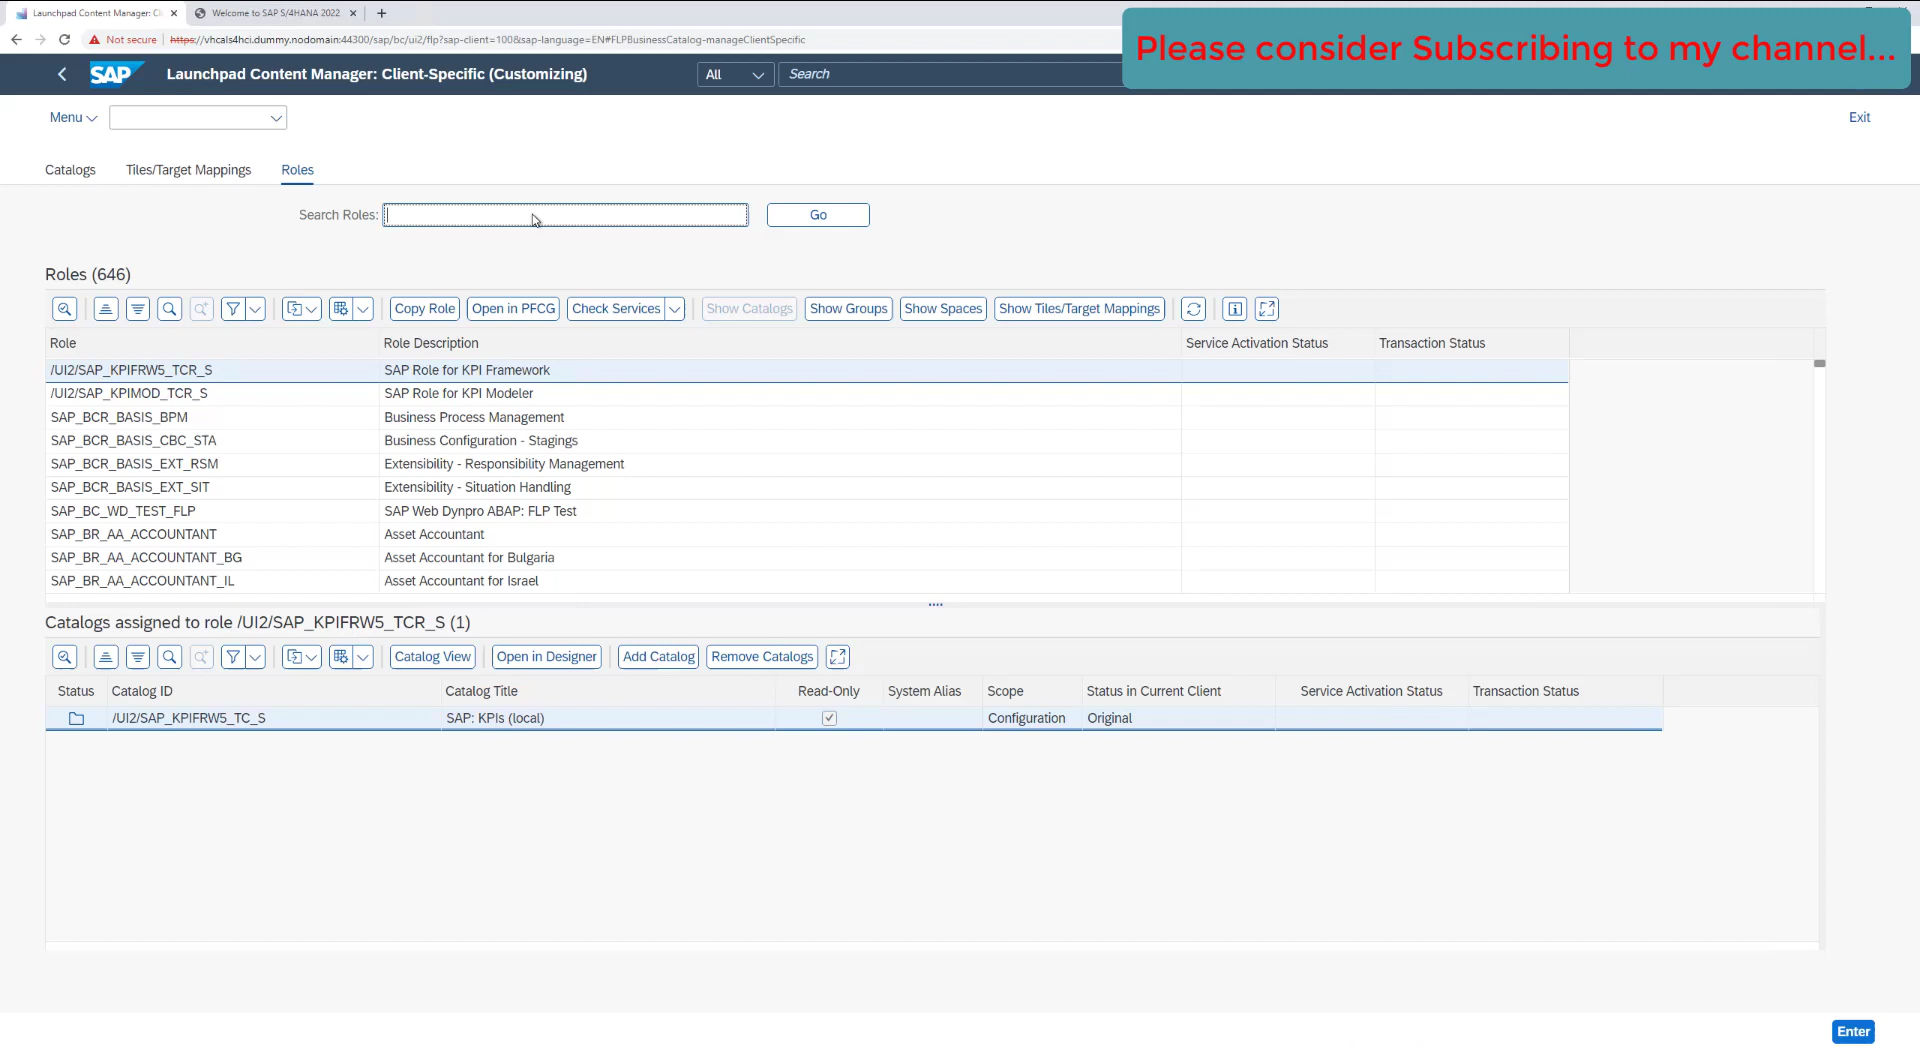 Launchpad Content Manager: Cli
Welcome to SAP S/4HANA 2022
Not secure
https://vhcals4hci.dummy.nodomain:44300/sap/bc/ui2/flp?sap-client=100&sap-language=EN#FLPBusinessCatalog-manageClientSpecific
Please consider Subscribing to my channel...
SAP
Launchpad Content Manager: Client-Specific (Customizing)
All
Search
Menu
Exit
Catalogs
Tiles/Target Mappings
Roles
Search Roles:
Go
Roles (646)
Copy Role
Open in PFCG
Check Services
Show Catalogs
Show Groups
Show Spaces
Show Tiles/Target Mappings
Role
Role Description
Service Activation Status
Transaction Status
/UI2/SAP_KPIFRW5_TCR_S
SAP Role for KPI Framework
/UI2/SAP_KPIMOD_TCR_S
SAP Role for KPI Modeler
SAP_BCR_BASIS_BPM
Business Process Management
SAP_BCR_BASIS_CBC_STA
Business Configuration - Stagings
SAP_BCR_BASIS_EXT_RSM
Extensibility - Responsibility Management
SAP_BCR_BASIS_EXT_SIT
Extensibility - Situation Handling
SAP_BC_WD_TEST_FLP
SAP Web Dynpro ABAP: FLP Test
SAP_BR_AA_ACCOUNTANT
Asset Accountant
SAP_BR_AA_ACCOUNTANT_BG
Asset Accountant for Bulgaria
SAP_BR_AA_ACCOUNTANT_IL
Asset Accountant for Israel
Catalogs assigned to role /UI2/SAP_KPIFRW5_TCR_S (1)
Catalog View
Open in Designer
Add Catalog
Remove Catalogs
Status
Catalog ID
Catalog Title
Read-Only
System Alias
Scope
Status in Current Client
Service Activation Status
Transaction Status
/UI2/SAP_KPIFRW5_TC_S
SAP: KPIs (local)
Configuration
Original
Enter